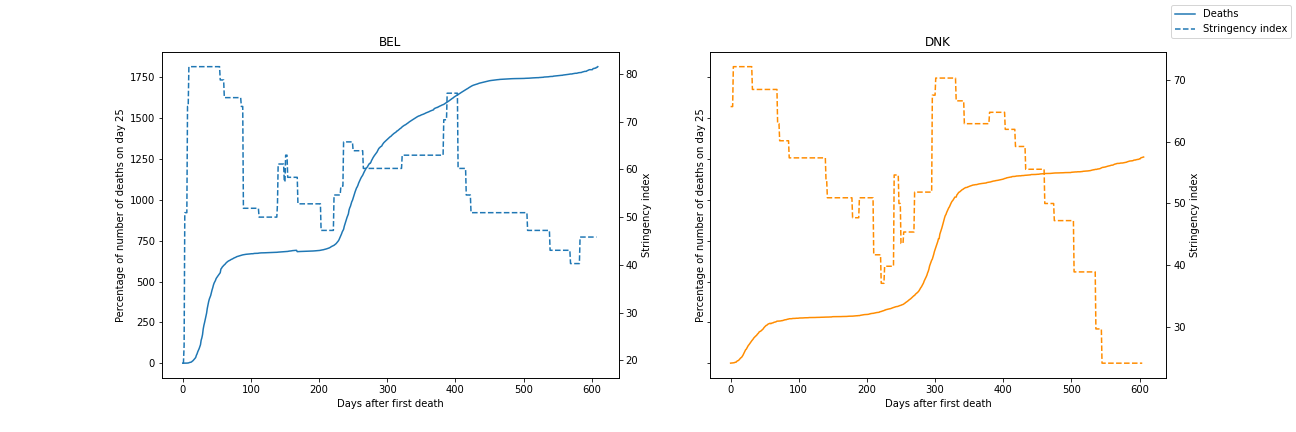 Deaths
Stringency index
BEL
DNK
Percentage of number of deaths on day 25
1750
1500
1250
1000
750
500
250
0
80
70
60
50
40
30
20
Stringency index
0 100 200 300 400 500 600
Days after first death
Percentage of number of deaths on day 25
70
60
50
40
30
Stringency index
0 100 200 300 400 500 600
Days after first death